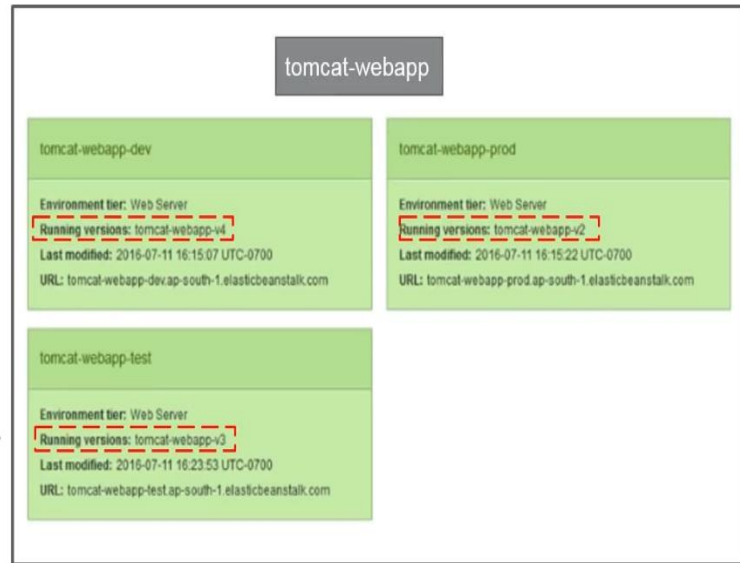 tomcat-webapp
tomcat-webapp-dev
Environment tier: Web Server
Running versions: tomcat-webapp-v4
Last modified: 2016-07-11 16:15:07 UTC-0700
URL: tomcat-webapp-dev.ap-south-1.elasticbeanstalk.com
tomcat-webapp-prod
Environment tier: Web Server
Running versions: tomcat-webapp-v2
Last modified: 2016-07-11 16:15:22 UTC-0700
URL: tomcat-webapp-prod.ap-south-1.elasticbeanstalk.com
tomcat-webapp-test
Environment tier: Web Server
Running versions: tomcat-webapp-v3
Last modified: 2016-07-11 16:23:53 UTC-0700
URL: tomcat-webapp-test.ap-south-1.elasticbeanstalk.com